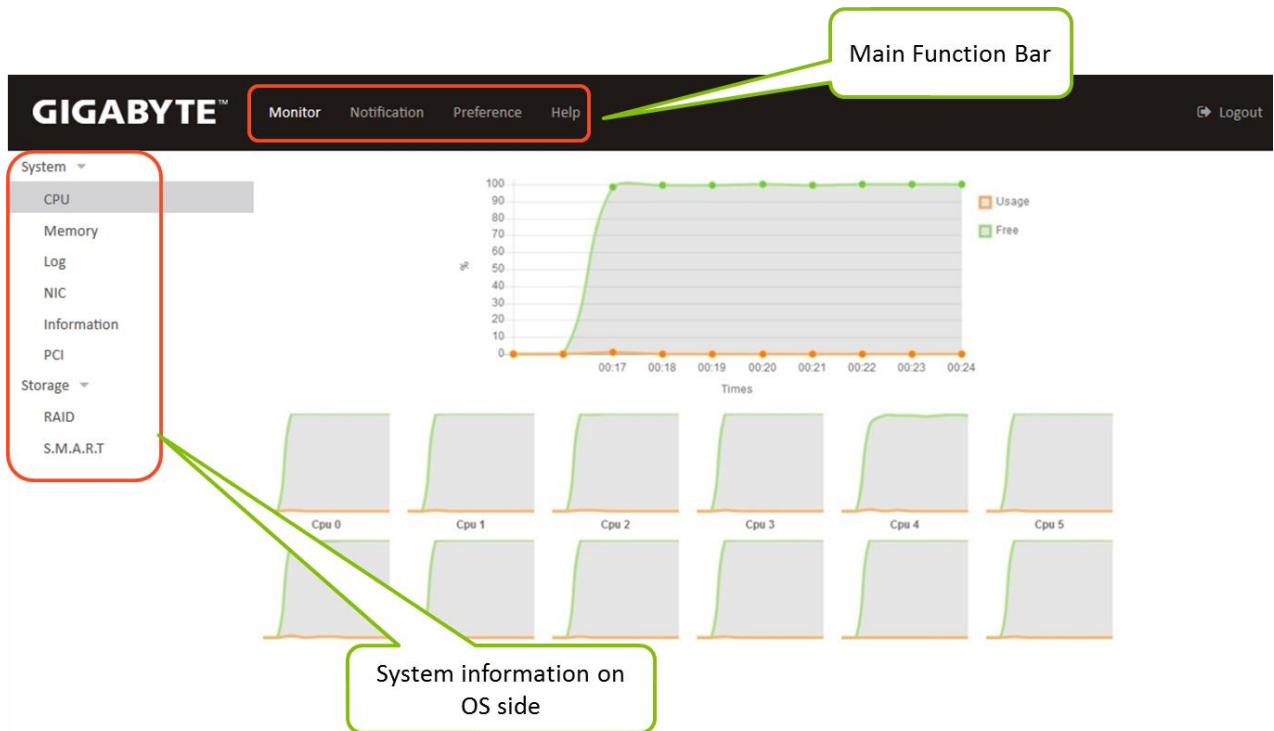 Main Function Bar
GIGABYTE™
Monitor Notification Preference Help
Logout
System
CPU
Memory
Log
NIC
Information
PCI
Storage
RAID
S.M.A.R.T
100
90
80
70
60
50
40
30
20
10
0
%
00:17 00:18 00:19 00:20 00:21 00:22 00:23 00:24
Times
Usage
Free
Cpu 0 Cpu 1 Cpu 2 Cpu 3 Cpu 4 Cpu 5
System information on
OS side